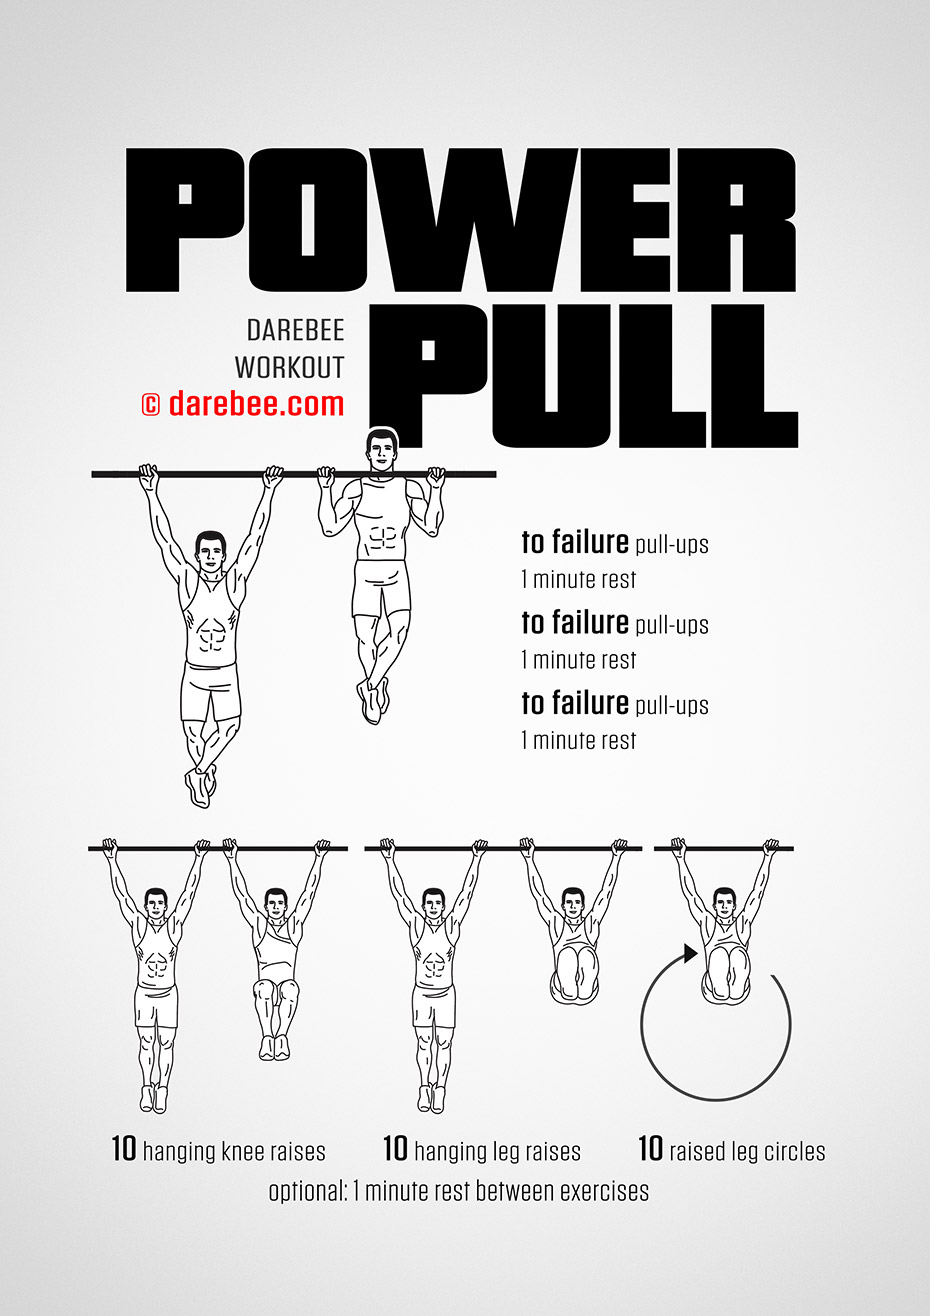 POWER
PULL
DAREBEE
WORKOUT
© darebee.com
to failure pull-ups
1 minute rest
to failure pull-ups
1 minute rest
to failure pull-ups
1 minute rest
10 hanging knee raises
10 hanging leg raises
10 raised leg circles
optional: 1 minute rest between exercises